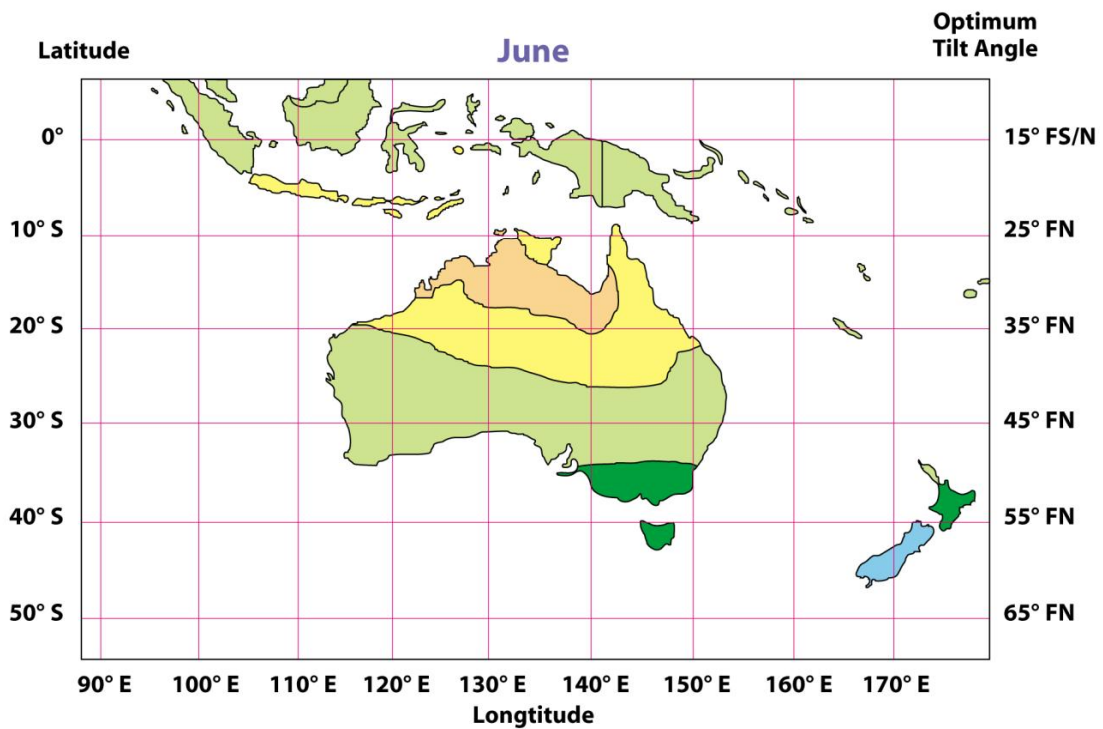 Optimum
Latitude June Tilt Angle
0° 15° FS/N
10° S 25° FN
20° S 35° FN
30° S 45° FN
40° S 55° FN
50° S 65° FN
90° E 100° E 110° E 120° E 130° E 140° E 150° E 160° E 170° E
Longtitude